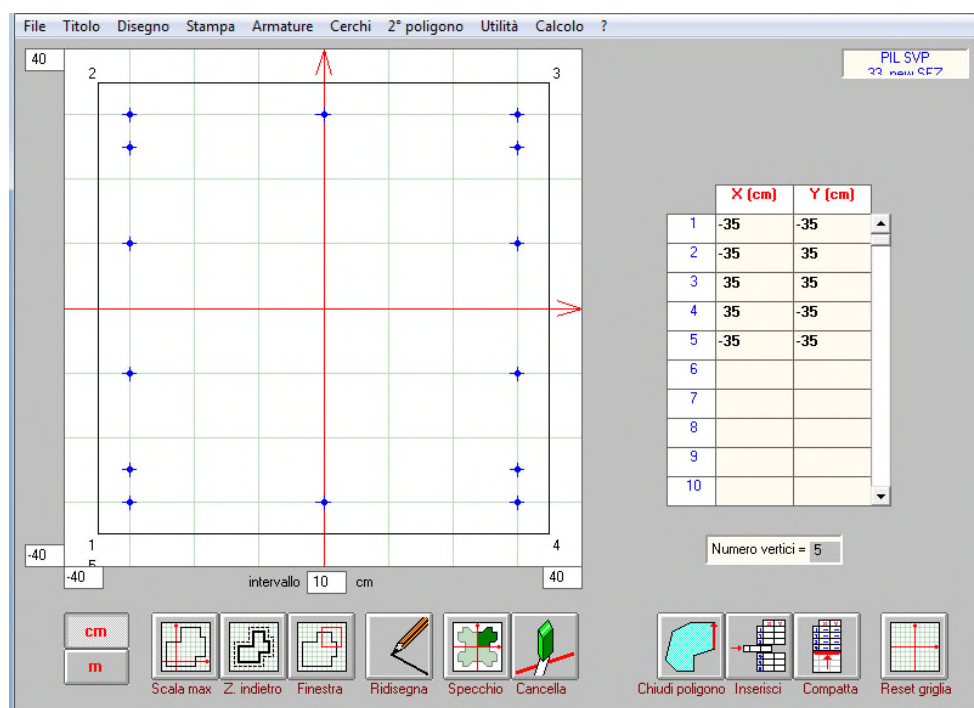 File Titolo Disegno Stampa Armature Cerchi 2° poligono Utilità Calcolo ?
40
PIL SVP
33_new SEZ
2 3
X (cm) Y (cm)
1 -35 -35
2 -35 35
3 35 35
4 35 -35
5 -35 -35
6
7
8
9
10
Numero vertici = 5
-40
1 4
5
-40 40
intervallo 10 cm
cm
m
Scala max Z. indietro Finestra Ridisegna Specchio Cancella Chiudi poligono Inserisci Compatta Reset griglia